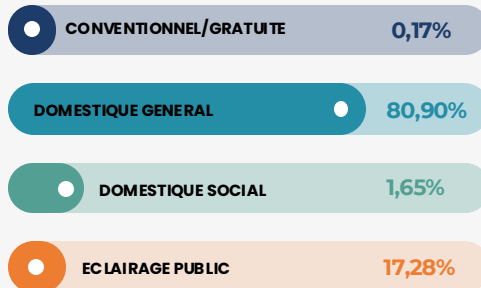 CONVENTIONNEL/GRATUITE 0,17%
DOMESTIQUE GENERAL 80,90%
DOMESTIQUE SOCIAL 1,65%
ECLAIRAGE PUBLIC 17,28%